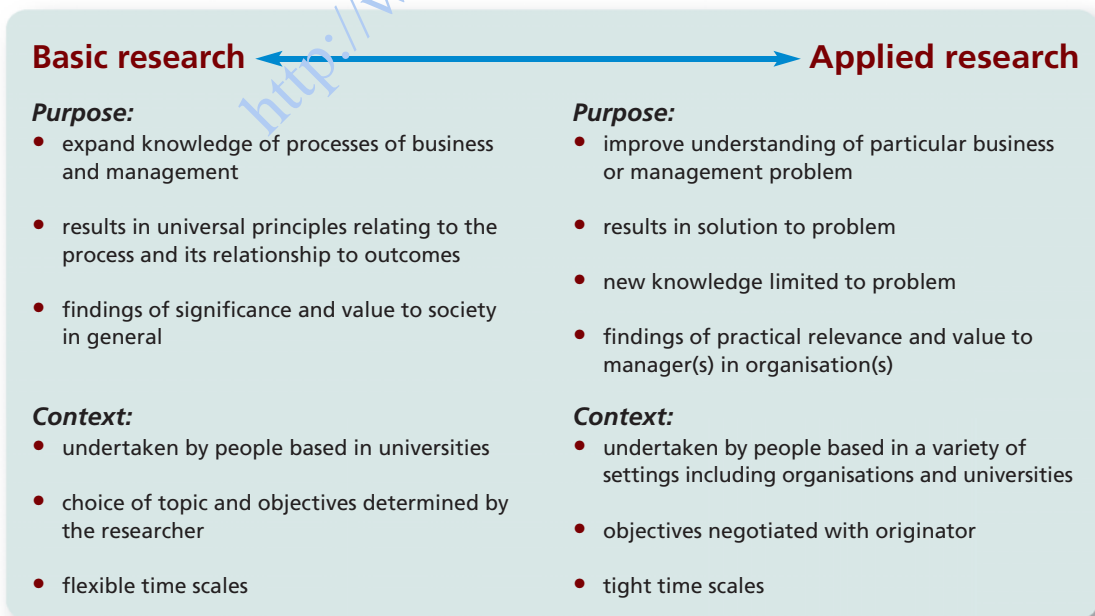 Basic research
Applied research
Purpose:
• expand knowledge of processes of business
and management
• results in universal principles relating to the
process and its relationship to outcomes
• findings of significance and value to society
in general
Context:
• undertaken by people based in universities
• choice of topic and objectives determined by
the researcher
• flexible time scales
Purpose:
• improve understanding of particular business
or management problem
• results in solution to problem
• new knowledge limited to problem
• findings of practical relevance and value to
manager(s) in organisation(s)
Context:
• undertaken by people based in a variety of
settings including organisations and universities
• objectives negotiated with originator
• tight time scales
http://